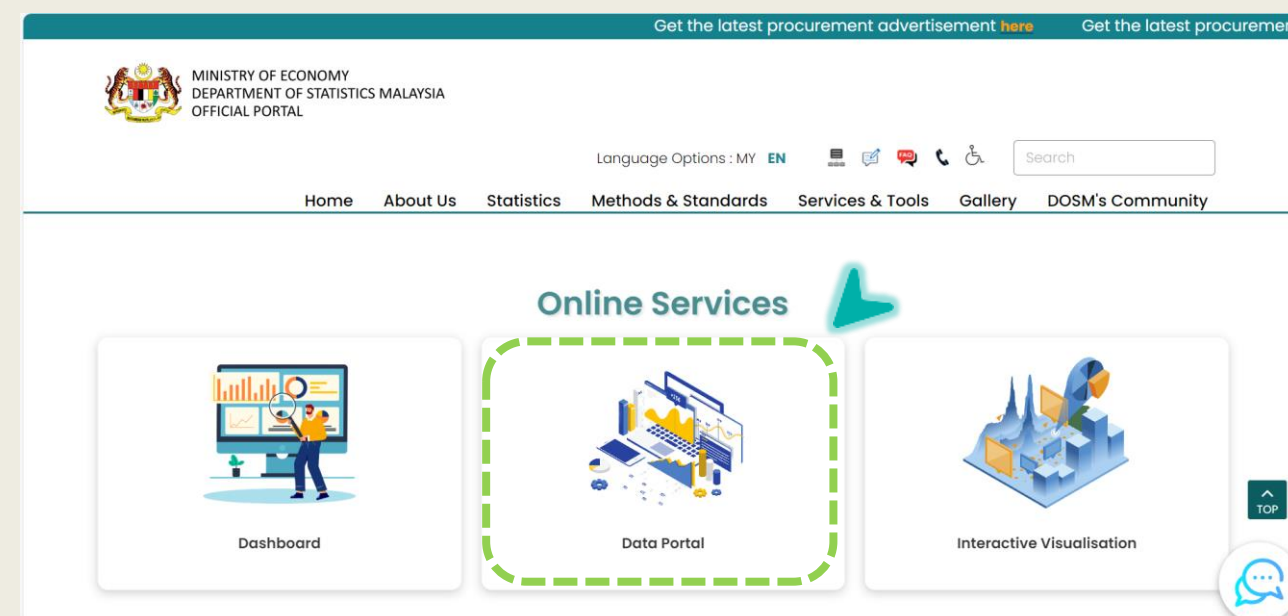 Get the latest procurement advertisement here Get the latest procuremen
MINISTRY OF ECONOMY
DEPARTMENT OF STATISTICS MALAYSIA
OFFICIAL PORTAL
Language Options : MY EN FAQ Search
Home About Us Statistics Methods & Standards Services & Tools Gallery DOSM's Community
Online Services
Dashboard Data Portal Interactive Visualisation
TOP